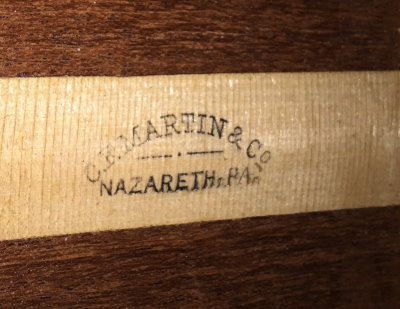 C.F.MARTIN & Co.
NAZARETH, PA.